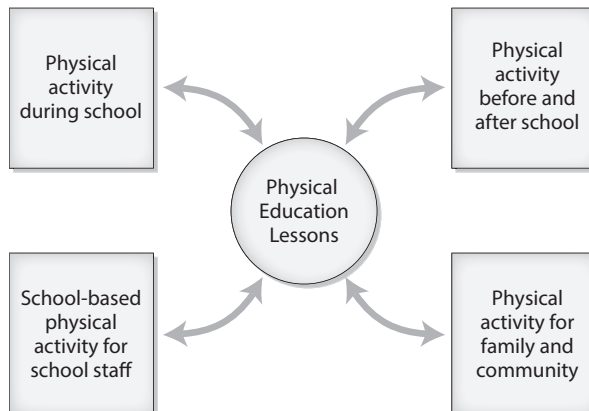 Physical
activity
during school
Physical
activity
before and
after school
Physical
Education
Lessons
School-based
physical
activity for
school staff
Physical
activity for
family and
community